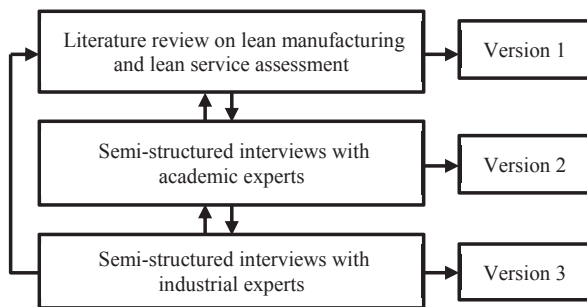 Literature review on lean manufacturing
and lean service assessment
Version 1
Semi-structured interviews with
academic experts
Version 2
Semi-structured interviews with
industrial experts
Version 3